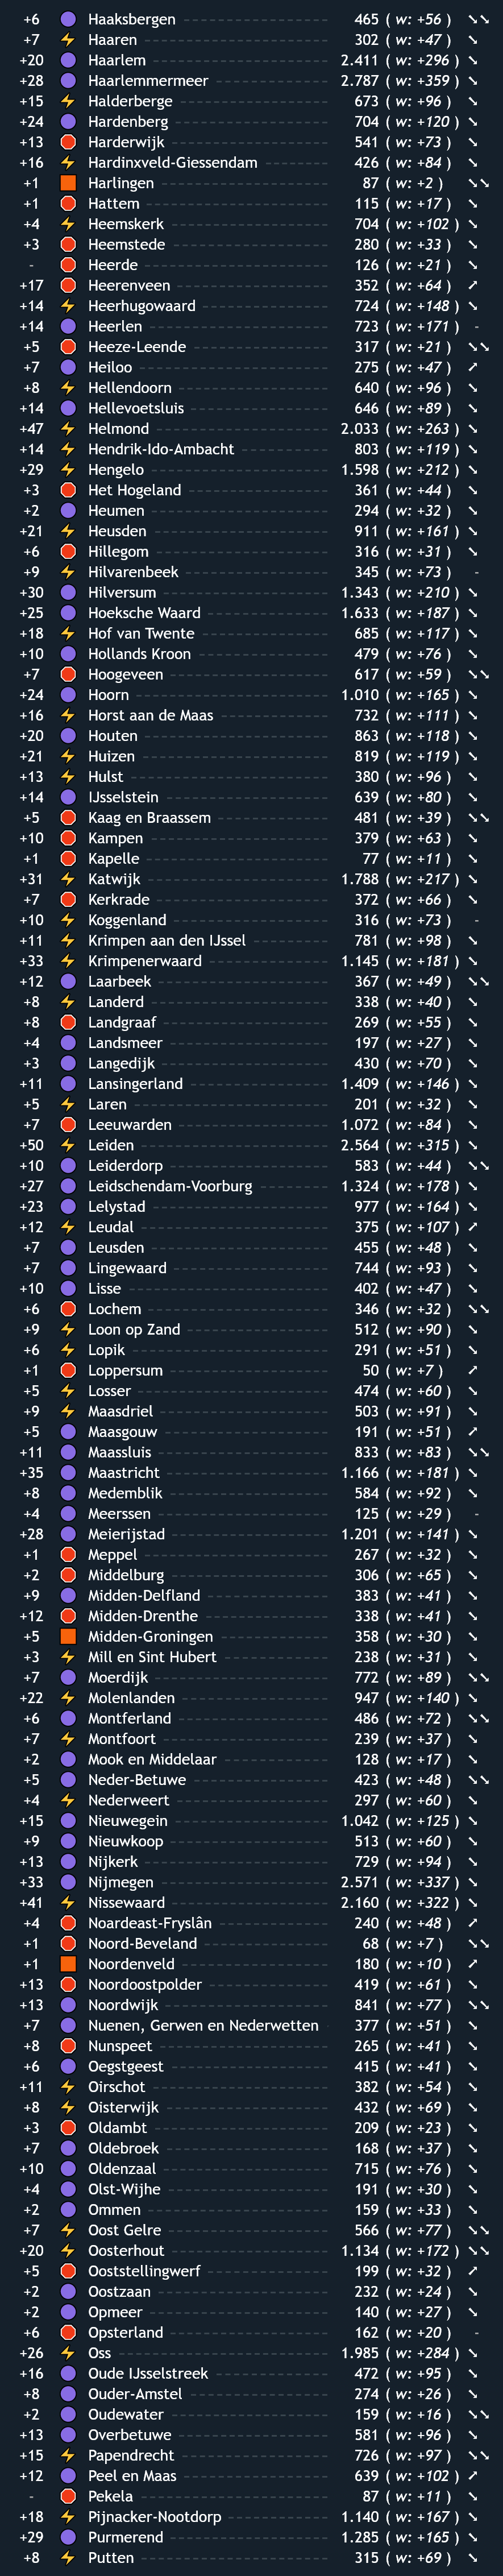 +6 Haaksbergen 465 ( w: +56 )
+7 Haaren 302 ( w: +47 )
+20 Haarlem 2.411 ( w: +296 )
+28 Haarlemmermeer 2.787 ( w: +359 )
+15 Halderberge 673 ( w: +96 )
+24 Hardenberg 704 ( w: +120 )
+13 Harderwijk 541 ( w: +73 )
+16 Hardinxveld-Giessendam 426 ( w: +84 )
+1 Harlingen 87 ( w: +2 )
+1 Hattem 115 ( w: +17 )
+4 Heemskerk 704 ( w: +102 )
+3 Heemstede 280 ( w: +33 )
- Heerde 126 ( w: +21 )
+17 Heerenveen 352 ( w: +64 )
+14 Heerhugowaard 724 ( w: +148 )
+14 Heerlen 723 ( w: +171 ) -
+5 Heeze-Leende 317 ( w: +21 )
+7 Heiloo 275 ( w: +47 )
+8 Hellendoorn 640 ( w: +96 )
+14 Hellevoetsluis 646 ( w: +89 )
+47 Helmond 2.033 ( w: +263 )
+14 Hendrik-Ido-Ambacht 803 ( w: +119 )
+29 Hengelo 1.598 ( w: +212 )
+3 Het Hogeland 361 ( w: +44 )
+2 Heumen 294 ( w: +32 )
+21 Heusden 911 ( w: +161 )
+6 Hillegom 316 ( w: +31 )
+9 Hilvarenbeek 345 ( w: +73 ) -
+30 Hilversum 1.343 ( w: +210 )
+25 Hoeksche Waard 1.633 ( w: +187 )
+18 Hof van Twente 685 ( w: +117 )
+10 Hollands Kroon 479 ( w: +76 )
+7 Hoogeveen 617 ( w: +59 )
+24 Hoorn 1.010 ( w: +165 )
+16 Horst aan de Maas 732 ( w: +111 )
+20 Houten 863 ( w: +118 )
+21 Huizen 819 ( w: +119 )
+13 Hulst 380 ( w: +96 )
+14 IJsselstein 639 ( w: +80 )
+5 Kaag en Braassem 481 ( w: +39 )
+10 Kampen 379 ( w: +63 )
+1 Kapelle 77 ( w: +11 )
+31 Katwijk 1.788 ( w: +217 )
+7 Kerkrade 372 ( w: +66 )
+10 Koggenland 316 ( w: +73 ) -
+11 Krimpen aan den IJssel 781 ( w: +98 )
+33 Krimpenerwaard 1.145 ( w: +181 )
+12 Laarbeek 367 ( w: +49 )
+8 Landerd 338 ( w: +40 )
+8 Landgraaf 269 ( w: +55 )
+4 Landsmeer 197 ( w: +27 )
+3 Langedijk 430 ( w: +70 )
+11 Lansingerland 1.409 ( w: +146 )
+5 Laren 201 ( w: +32 )
+7 Leeuwarden 1.072 ( w: +84 )
+50 Leiden 2.564 ( w: +315 )
+10 Leiderdorp 583 ( w: +44 )
+27 Leidschendam-Voorburg 1.324 ( w: +178 )
+23 Lelystad 977 ( w: +164 )
+12 Leudal 375 ( w: +107 )
+7 Leusden 455 ( w: +48 )
+7 Lingewaard 744 ( w: +93 )
+10 Lisse 402 ( w: +47 )
+6 Lochem 346 ( w: +32 )
+9 Loon op Zand 512 ( w: +90 )
+6 Lopik 291 ( w: +51 )
+1 Loppersum 50 ( w: +7 )
+5 Losser 474 ( w: +60 )
+9 Maasdriel 503 ( w: +91 )
+5 Maasgouw 191 ( w: +51 )
+11 Maassluis 833 ( w: +83 )
+35 Maastricht 1.166 ( w: +181 )
+8 Medemblik 584 ( w: +92 )
+4 Meerssen 125 ( w: +29 ) -
+28 Meierijstad 1.201 ( w: +141 )
+1 Meppel 267 ( w: +32 )
+2 Middelburg 306 ( w: +65 )
+9 Midden-Delfland 383 ( w: +41 )
+12 Midden-Drenthe 338 ( w: +41 )
+5 Midden-Groningen 358 ( w: +30 )
+3 Mill en Sint Hubert 238 ( w: +31 )
+7 Moerdijk 772 ( w: +89 )
+22 Molenlanden 947 ( w: +140 )
+6 Montferland 486 ( w: +72 )
+7 Montfoort 239 ( w: +37 )
+2 Mook en Middelaar 128 ( w: +17 )
+5 Neder-Betuwe 423 ( w: +48 )
+4 Nederweert 297 ( w: +60 )
+15 Nieuwegein 1.042 ( w: +125 )
+9 Nieuwkoop 513 ( w: +60 )
+13 Nijkerk 729 ( w: +94 )
+33 Nijmegen 2.571 ( w: +337 )
+41 Nissewaard 2.160 ( w: +322 )
+4 Noardeast-Fryslân 240 ( w: +48 )
+1 Noord-Beveland 68 ( w: +7 )
+1 Noordenveld 180 ( w: +10 )
+13 Noordoostpolder 419 ( w: +61 )
+13 Noordwijk 841 ( w: +77 )
+7 Nuenen, Gerwen en Nederwetten 377 ( w: +51 )
+8 Nunspeet 265 ( w: +41 )
+6 Oegstgeest 415 ( w: +41 )
+11 Oirschot 382 ( w: +54 )
+8 Oisterwijk 432 ( w: +69 )
+3 Oldambt 209 ( w: +23 )
+7 Oldebroek 168 ( w: +37 )
+10 Oldenzaal 715 ( w: +76 )
+4 Olst-Wijhe 191 ( w: +30 )
+2 Ommen 159 ( w: +33 )
+7 Oost Gelre 566 ( w: +77 )
+20 Oosterhout 1.134 ( w: +172 )
+5 Ooststellingwerf 199 ( w: +32 )
+2 Oostzaan 232 ( w: +24 )
+2 Opmeer 140 ( w: +27 )
+6 Opsterland 162 ( w: +20 ) -
+26 Oss 1.985 ( w: +284 )
+16 Oude IJsselstreek 472 ( w: +95 )
+8 Ouder-Amstel 274 ( w: +26 )
+2 Oudewater 159 ( w: +16 )
+13 Overbetuwe 581 ( w: +96 )
+15 Papendrecht 726 ( w: +97 )
+12 Peel en Maas 639 ( w: +102 )
- Pekela 87 ( w: +11 )
+18 Pijnacker-Nootdorp 1.140 ( w: +167 )
+29 Purmerend 1.285 ( w: +165 )
+8 Putten 315 ( w: +69 )